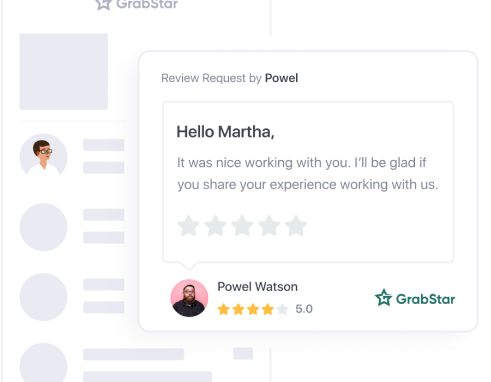 GrabStar
Review Request by Powel
Hello Martha,
It was nice working with you. I'll be glad if
you share your experience working with us.
Powel Watson
5.0
GrabStar